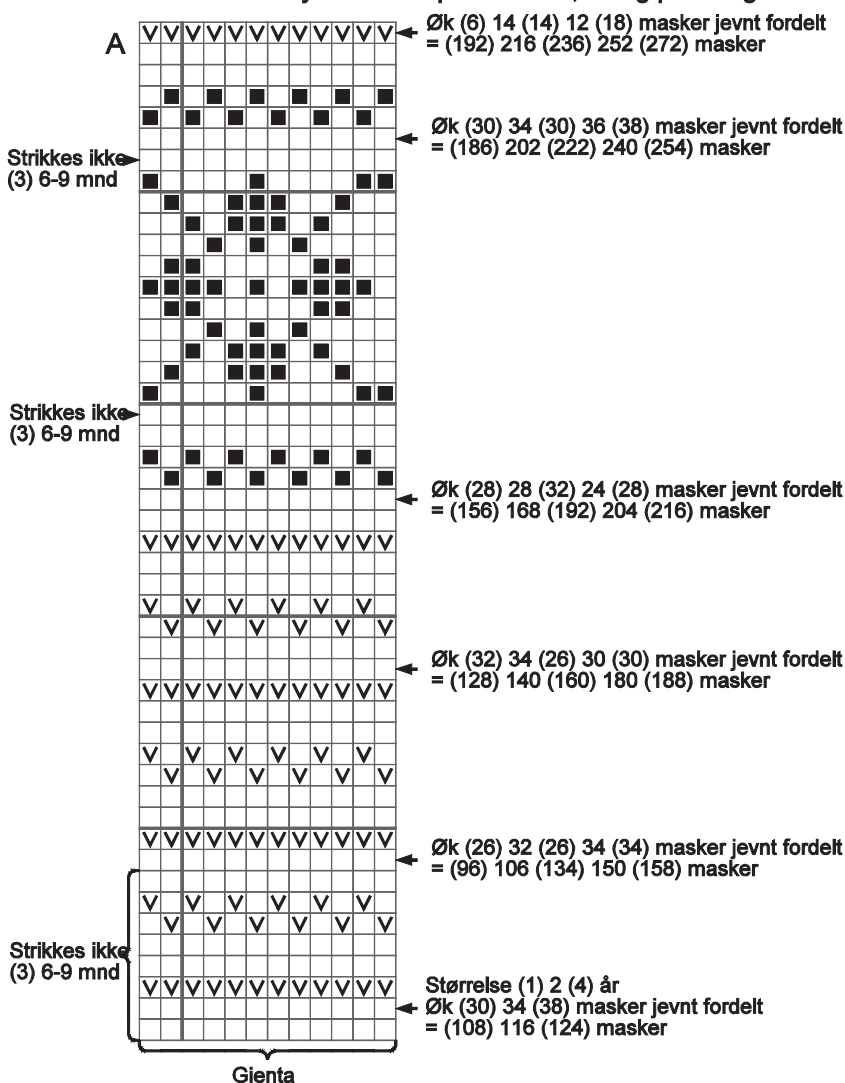 Øk (6) 14 (14) 12 (18) masker jevnt fordelt
= (192) 216 (236) 252 (272) masker
A
Øk (30) 34 (30) 36 (38) masker jevnt fordelt
= (186) 202 (222) 240 (254) masker
Strikkes ikke
(3) 6-9 mnd
Strikkes ikke
(3) 6-9 mnd
Øk (28) 28 (32) 24 (28) masker jevnt fordelt
= (156) 168 (192) 204 (216) masker
Øk (32) 34 (26) 30 (30) masker jevnt fordelt
= (128) 140 (160) 180 (188) masker
Øk (26) 32 (26) 34 (34) masker jevnt fordelt
= (96) 106 (134) 150 (158) masker
Strikkes ikke
(3) 6-9 mnd
Størrelse (1) 2 (4) år
Øk (30) 34 (38) masker jevnt fordelt
= (108) 116 (124) masker
Gjenta